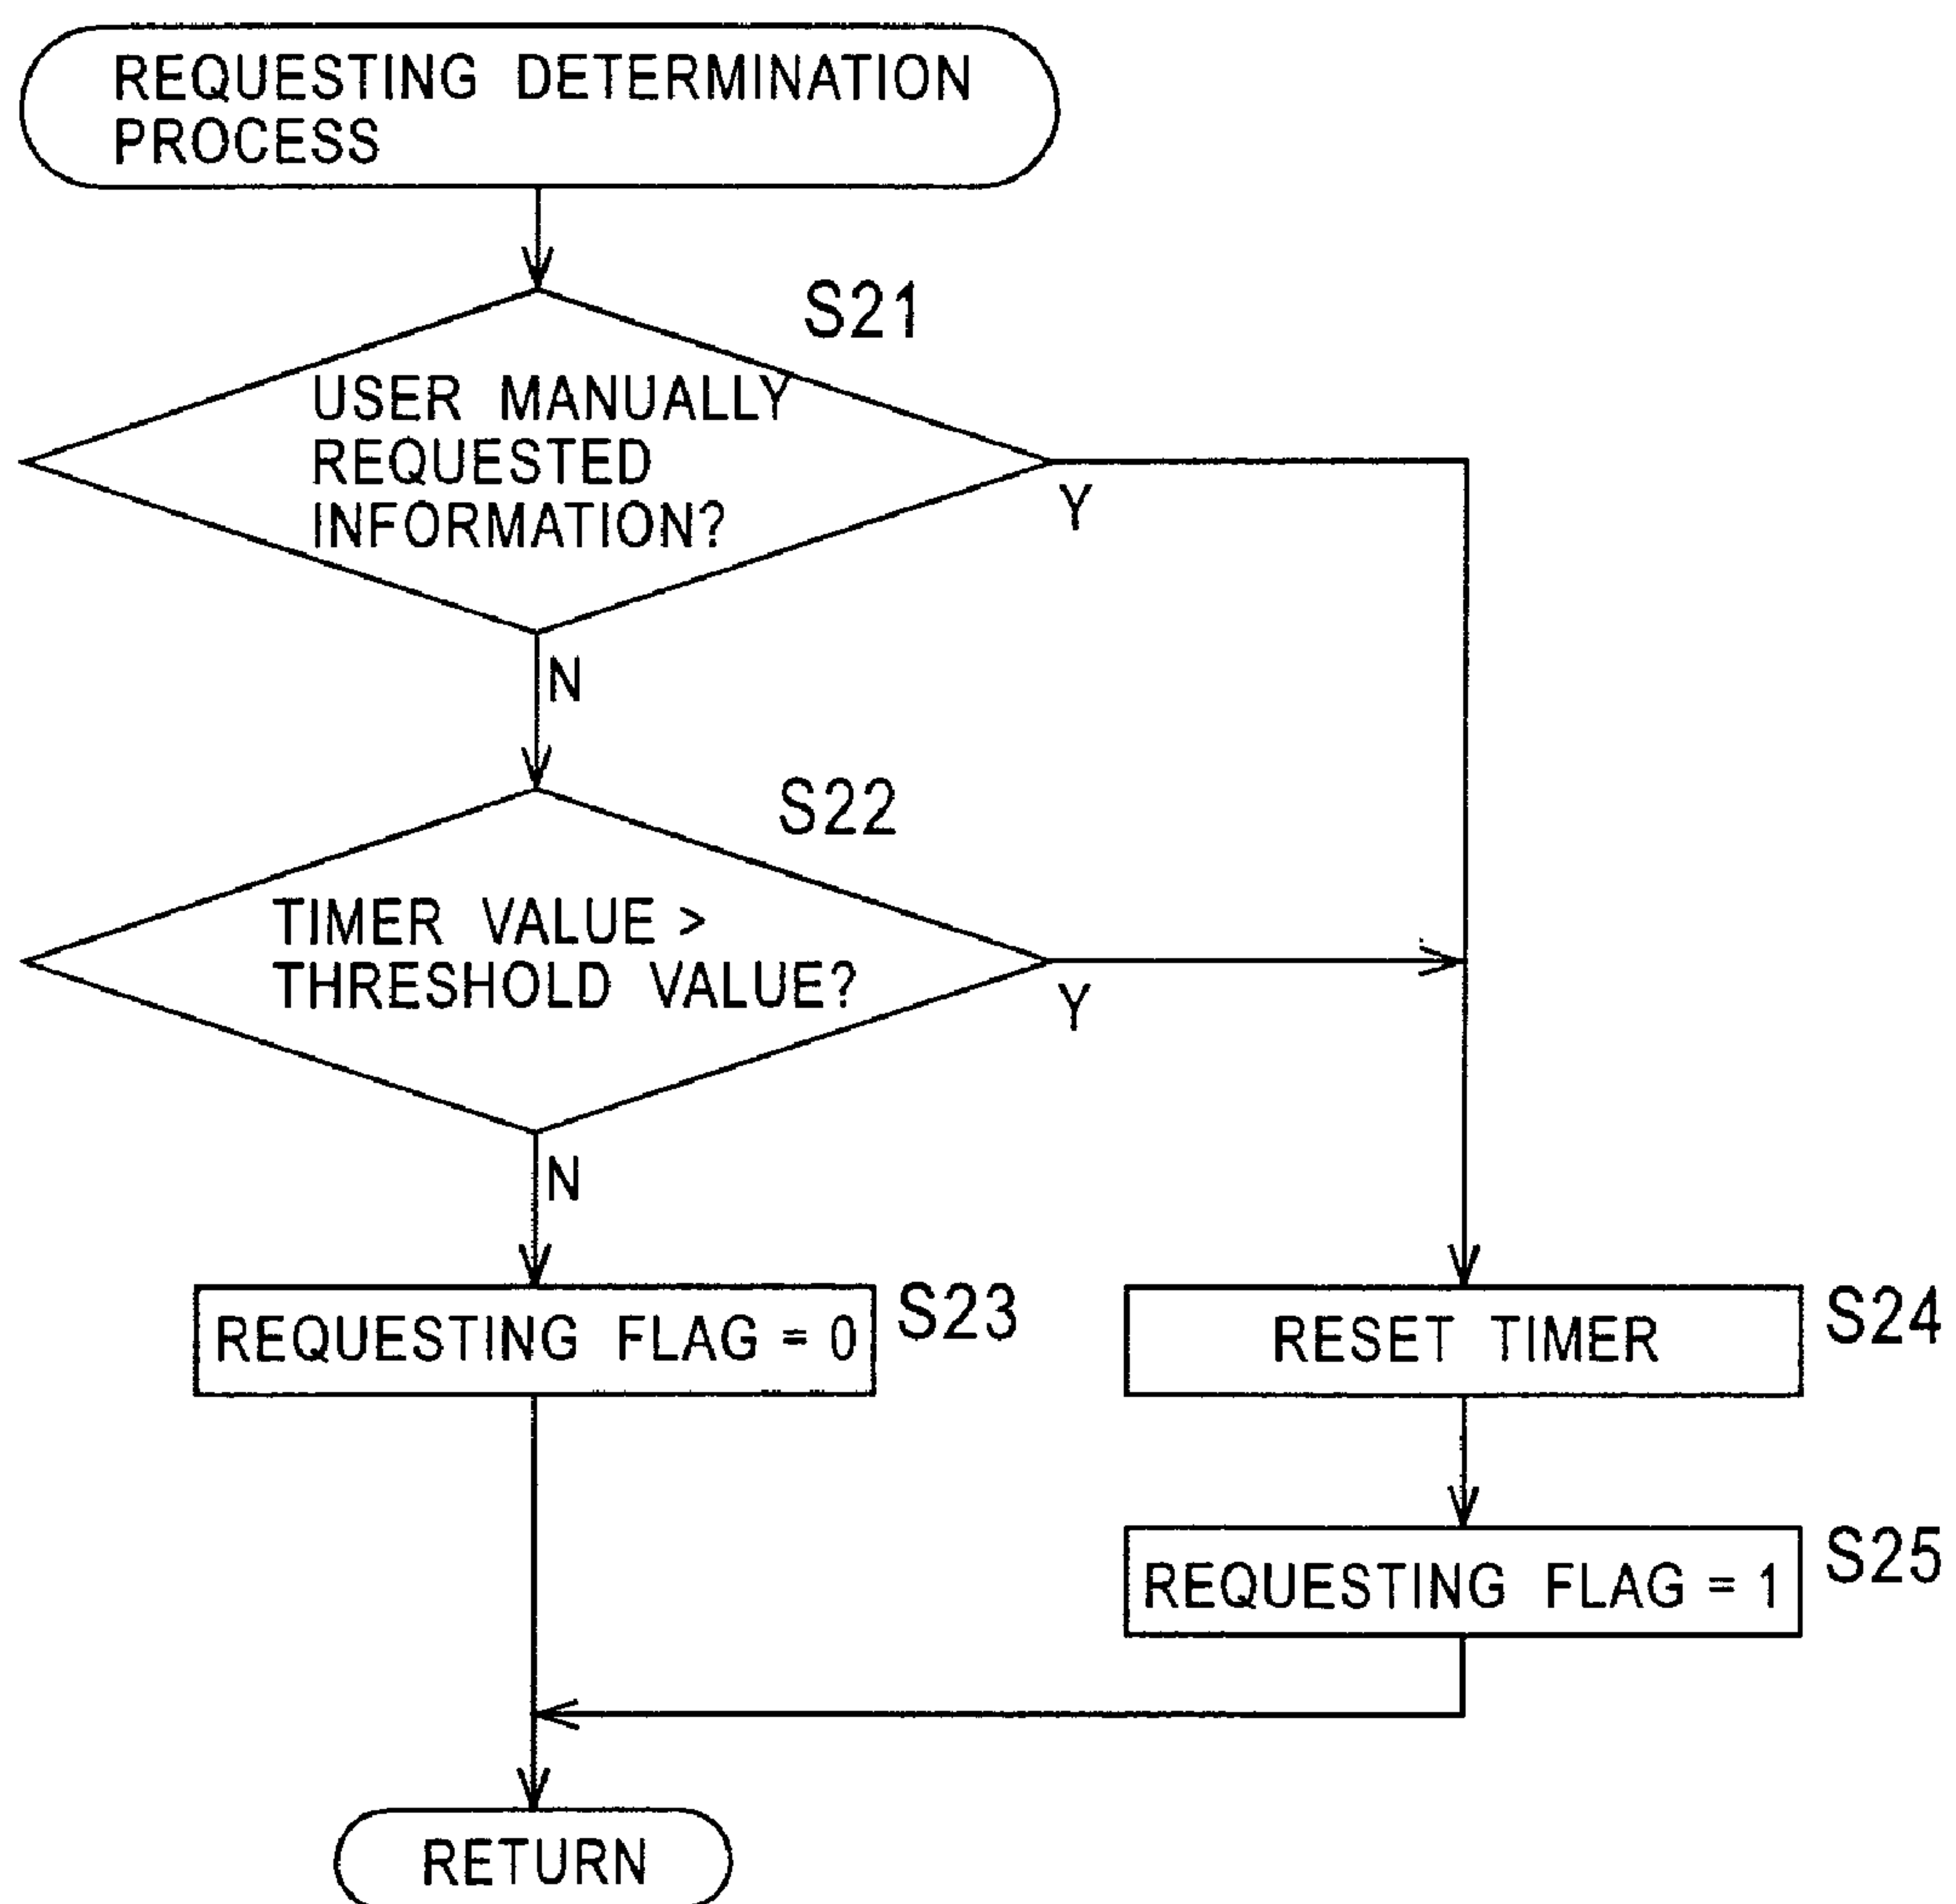 REQUESTING DETERMINATION
PROCESS
S21
USER MANUALLY
REQUESTED
INFORMATION?
Y
N
S22
TIMER VALUE >
THRESHOLD VALUE?
Y
N
REQUESTING FLAG = 0
S23
RESET TIMER
S24
REQUESTING FLAG = 1
S25
RETURN